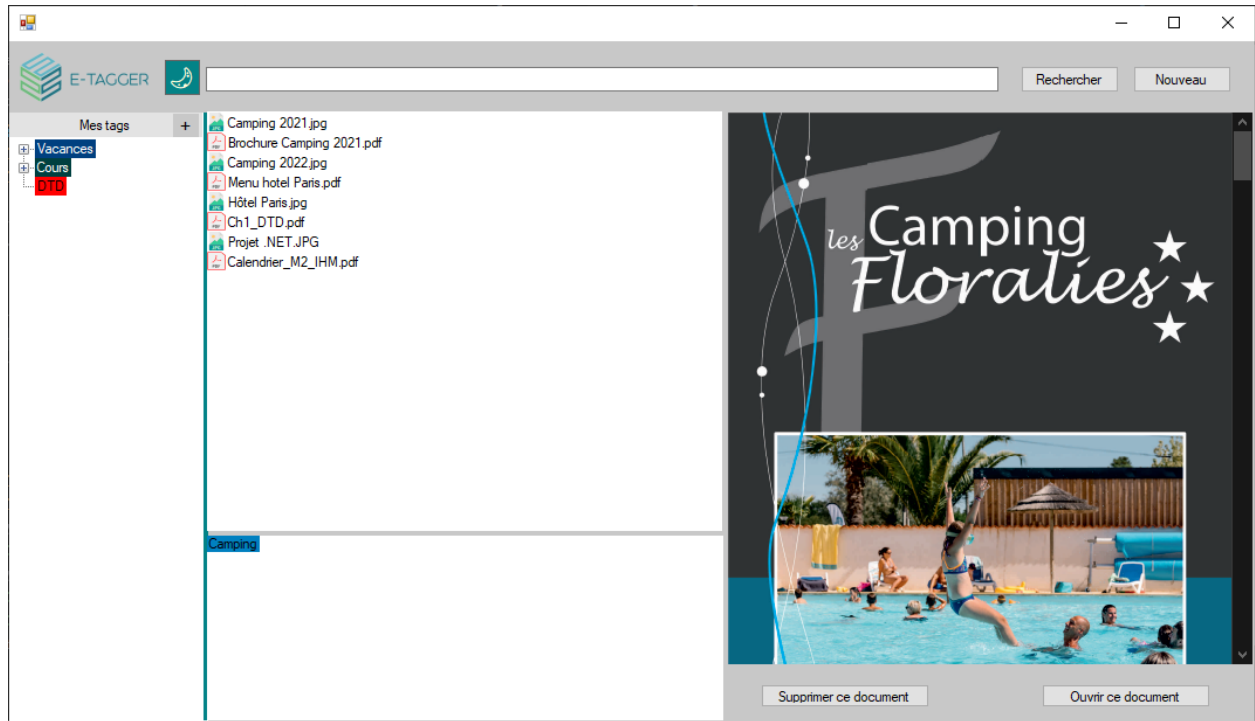 E-TAGGER
Rechercher
Nouveau
Mes tags +
Vacances
Cours
DTD
Camping 2021.jpg
Brochure Camping 2021.pdf
Camping 2022.jpg
Menu hotel Paris.pdf
Hôtel Paris.jpg
Ch1_DTD.pdf
Projet .NET.JPG
Calendrier_M2_IHM.pdf
Camping
les Camping
Floralies
Supprimer ce document
Ouvrir ce document